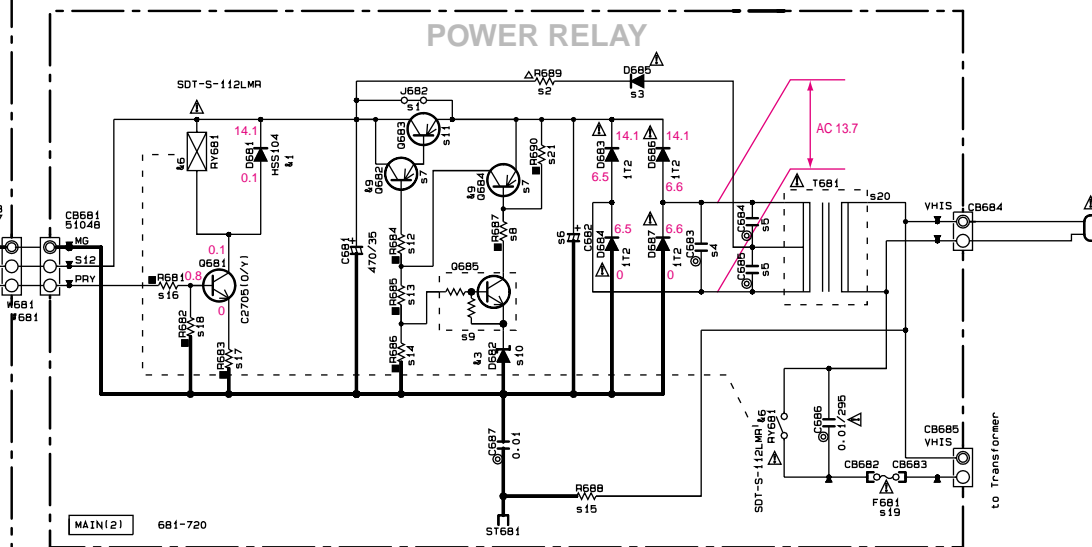 POWER RELAY
SDT-S-112LMR
R689
s2
D685
s3
J682
s1
Q683
s11
&6
RY681
14.1
D681
HSS104
&1
0.1
&9
Q682
s7
&9
Q684
s7
R690
s21
14.1
D683
1T2
6.5
14.1
D686
1T2
6.6
AC 13.7
T681
s20
VHIS
CB684
CB681
51048
MG
S12
PRY
W681
0.1
Q681
0.8
R681
s16
0
C2705(O/Y)
R682
s18
R683
s17
C681
470/35
R684
s12
R685
s13
R686
s14
R687
s8
Q685
s9
&3
D682
s10
s6
C682
6.5
D684
1T2
0
6.6
D687
1T2
0
C683
s4
C684
s5
C685
s5
C687
0.01
R688
s15
ST681
SDT-S-112LMR
&6
RY681
C686
0.01/295
CB685
VHIS
CB682
CB683
F681
s19
to Transformer
MAIN(2)
681-720